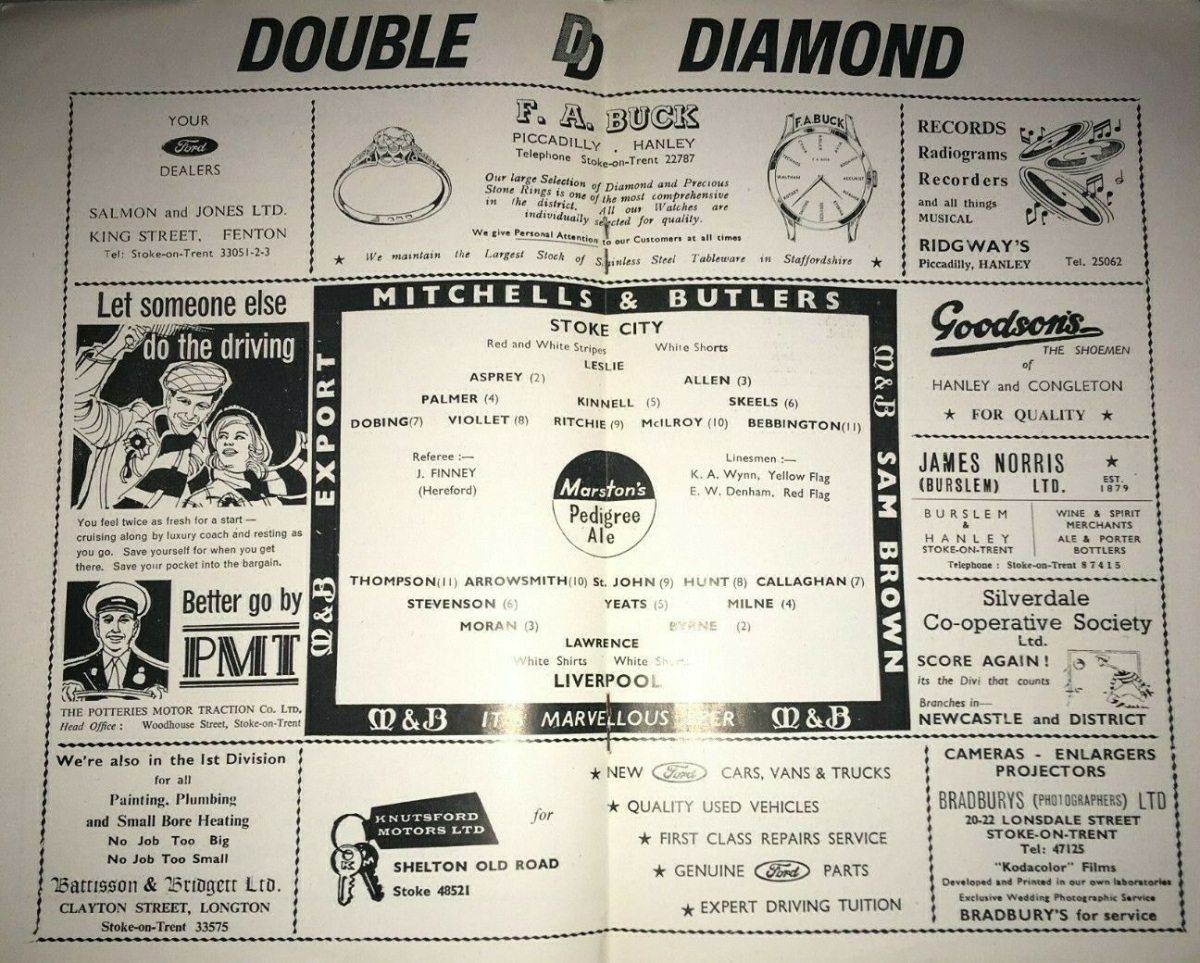 DOUBLE DD DIAMOND
YOUR
Ford
DEALERS
SALMON and JONES LTD.
KING STREET, FENTON
Tel: Stoke-on-Trent 33051-2-3
F. A. BUCK
PICCADILLY . HANLEY
Telephone Stoke-on-Trent 22787
Our large Selection of Diamond and Precious
Stone Rings is one of the most comprehensive
in the district. All our Watches are
individually selected for quality.
We give Personal Attention to our Customers at all times
★ We maintain the Largest Stock of Stainless Steel Tableware in Staffordshire ★
F.A.BUCK
RECORDS
Radiograms
Recorders
and all things
MUSICAL
RIDGWAY'S
Piccadilly, HANLEY Tel. 25062
Let someone else
do the driving
You feel twice as fresh for a start —
cruising along by luxury coach and resting as
you go. Save yourself for when you get
there. Save your pocket into the bargain.
Better go by
PMT
THE POTTERIES MOTOR TRACTION Co. LTD,
Head Office : Woodhouse Street, Stoke-on-Trent
MITCHELLS & BUTLERS
M&B EXPORT
STOKE CITY
Red and White Stripes White Shorts
LESLIE
ASPREY (2) ALLEN (3)
PALMER (4) KINNELL (5) SKEELS (6)
DOBING(7) VIOLLET (8) RITCHIE (9) McILROY (10) BEBBINGTON(11)
Referee :—
J. FINNEY
(Hereford)
Marston's
Pedigree
Ale
Linesmen :—
K. A. Wynn, Yellow Flag
E. W. Denham, Red Flag
THOMPSON(11) ARROWSMITH(10) St. JOHN (9) HUNT (8) CALLAGHAN (7)
STEVENSON (6) YEATS (5) MILNE (4)
MORAN (3) BYRNE (2)
LAWRENCE
White Shirts White
LIVERPOOL
M&B SAM BROWN
M&B IT'S MARVELLOUS BEER M&B
Goodson's
THE SHOEMEN
of
HANLEY and CONGLETON
★ FOR QUALITY ★
JAMES NORRIS
(BURSLEM) LTD.
★
EST.
1879
BURSLEM
&
HANLEY
STOKE-ON-TRENT
WINE & SPIRIT
MERCHANTS
ALE & PORTER
BOTTLERS
Telephone : Stoke-on-Trent 87415
Silverdale
Co-operative Society
Ltd.
SCORE AGAIN!
its the Divi that counts
Branches in—
NEWCASTLE and DISTRICT
We're also in the Ist Division
for all
Painting, Plumbing
and Small Bore Heating
No Job Too Big
No Job Too Small
Battisson & Bridgett Ltd.
CLAYTON STREET, LONGTON
Stoke-on-Trent 33575
KNUTSFORD
MOTORS LTD
for
SHELTON OLD ROAD
Stoke 48521
★ NEW Ford CARS, VANS & TRUCKS
★ QUALITY USED VEHICLES
★ FIRST CLASS REPAIRS SERVICE
★ GENUINE Ford PARTS
★ EXPERT DRIVING TUITION
CAMERAS - ENLARGERS
PROJECTORS
BRADBURYS (PHOTOGRAPHERS) LTD
20-22 LONSDALE STREET
STOKE-ON-TRENT
Tel: 47125
"Kodacolor" Films
Developed and Printed in our own laboratories
Exclusive Wedding Photographic Service
BRADBURY'S for service